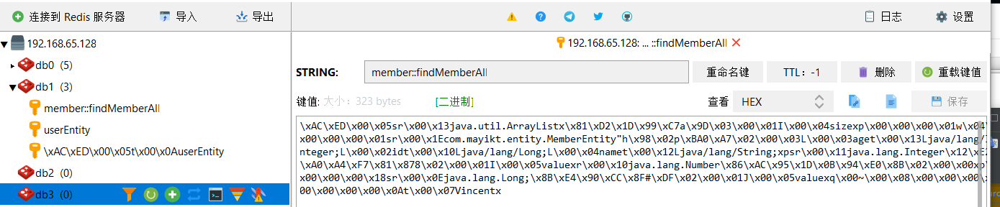 连接到 Redis 服务器 导入 导出 日志 设置
192.168.65.128
db0 (5)
db1 (3)
member::findMemberAll
userEntity
\xAC\xED\x00\x05t\x00\x0AuserEntity
db2 (0)
db3 (0)
192.168.65.128: ... ::findMemberAll
STRING: member::findMemberAll 重命名键 TTL: -1 删除 重载键值
键值: 大小: 323 bytes [二进制] 查看 HEX 保存
\xAC\xED\x00\x05sr\x00\x13java.util.ArrayListx\x81\xD2\x1D\x99\xC7a\x9D\x03\x00\x01I\x00\x04sizexp\x00\x00\x00\x01w\x04\
\x00\x00\x00\x01sr\x00\x1Ecom.mayikt.entity.MemberEntity"h\x98\x02p\xBA0\xA7\x02\x00\x03L\x00\x03aget\x00\x13Ljava/lang/I
nteger;L\x00\x02idt\x00\x10Ljava/lang/Long;L\x00\x04namet\x00\x12Ljava/lang/String;xpsr\x00\x11java.lang.Integer\x12\xE2
\xA0\xA4\xF7\x81\x878\x02\x00\x01I\x00\x05valuexr\x00\x10java.lang.Number\x86\xAC\x95\x1D\x0B\x94\xE0\x8B\x02\x00\x00xp\
\x00\x00\x00\x18sr\x00\x0Ejava.lang.Long;\x8B\xE4\x90\xCC\x8F#\xDF\x02\x00\x01J\x00\x05valuexq\x00~\x00\x08\x00\x00\x00\x
00\x00\x00\x00\x0At\x00\x07Vincentx